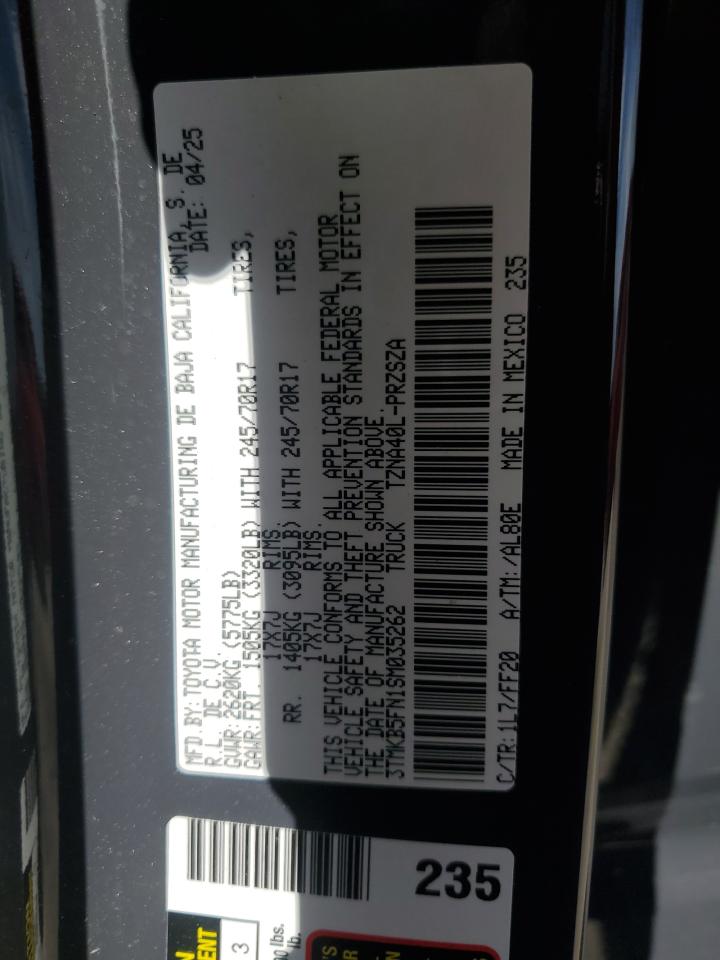 MFD.BY:TOYOTA MOTOR MANUFACTURING DE BAJA CALIFORNIA, S. DE
R.L. DE C.V. DATE: 04/25
GVWR:2620KG (5775LB)
GAWR:FRT. 1505KG (3320LB) WITH 245/70R17 TIRES,
17X7J RIMS
RR. 1405KG (3095LB) WITH 245/70R17 TIRES,
17X7J RIMS.
THIS VEHICLE CONFORMS TO ALL APPLICABLE FEDERAL MOTOR
VEHICLE SAFETY AND THEFT PREVENTION STANDARDS IN EFFECT ON
THE DATE OF MANUFACTURE SHOWN ABOVE.
3TMKB5FN1SM035262 TRUCK TZNA40L-PRZSZA
C/TR:1L7/FF20 A/TM:/AL80E MADE IN MEXICO 235
235
3
lbs.
lb.